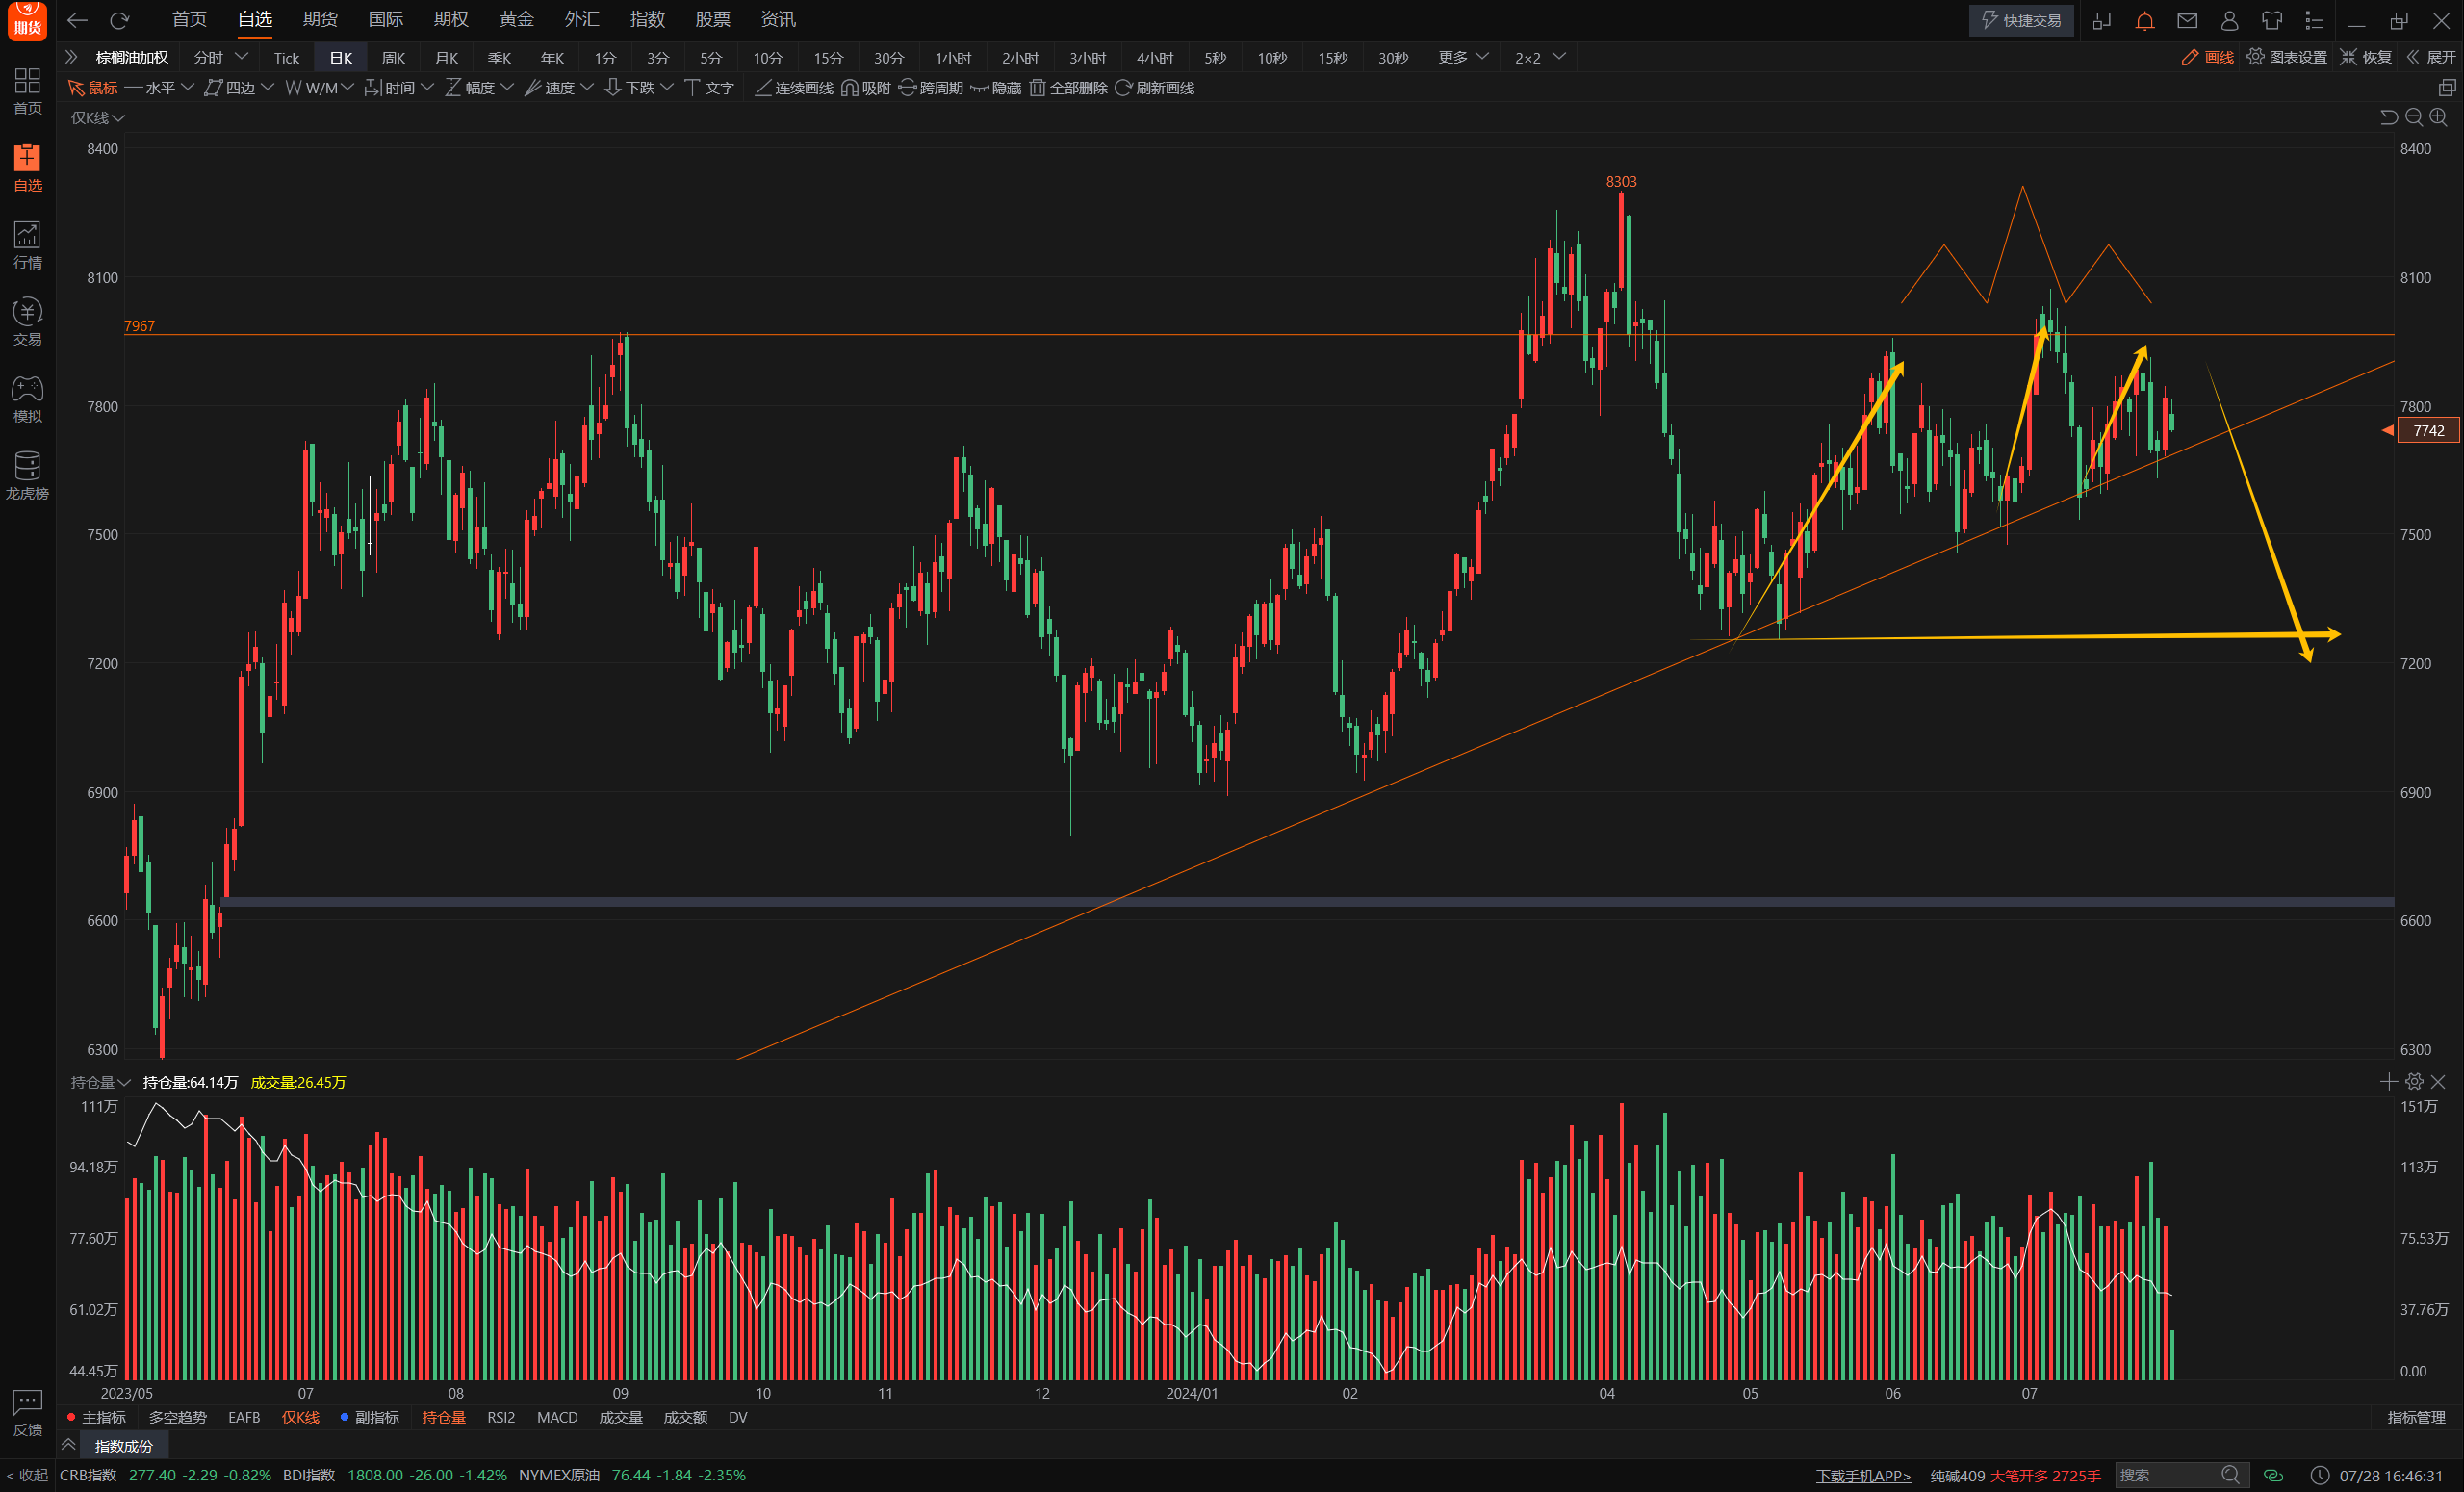 期货
首页 自选 期货 国际 期权 黄金 外汇 指数 股票 资讯
快捷交易
棕榈油加权 分时 Tick 日K 周K 月K 季K 年K 1分 3分 5分 10分 15分 30分 1小时 2小时 3小时 4小时 5秒 10秒 15秒 30秒 更多 2×2
画线 图表设置 恢复 展开
鼠标 水平 四边 W/M 时间 幅度 速度 下跌 文字 连续画线 吸附 跨周期 隐藏 全部删除 刷新画线
首页
自选
行情
交易
模拟
龙虎榜
反馈
仅K线
8400 8400
8303
8100 8100
7967
7800 7800
7742
7500 7500
7200 7200
6900 6900
6600 6600
6300 6300
持仓量 持仓量:64.14万 成交量:26.45万
111万 151万
94.18万 113万
77.60万 75.53万
61.02万 37.76万
44.45万 0.00
2023/05 07 08 09 10 11 12 2024/01 02 04 05 06 07
主指标 多空趋势 EAFB 仅K线 副指标 持仓量 RSI2 MACD 成交量 成交额 DV 指标管理
指数成份
< 收起 CRB指数 277.40 -2.29 -0.82% BDI指数 1808.00 -26.00 -1.42% NYMEX原油 76.44 -1.84 -2.35% 下载手机APP> 纯碱409 大笔开多 2725手 搜索 07/28 16:46:31